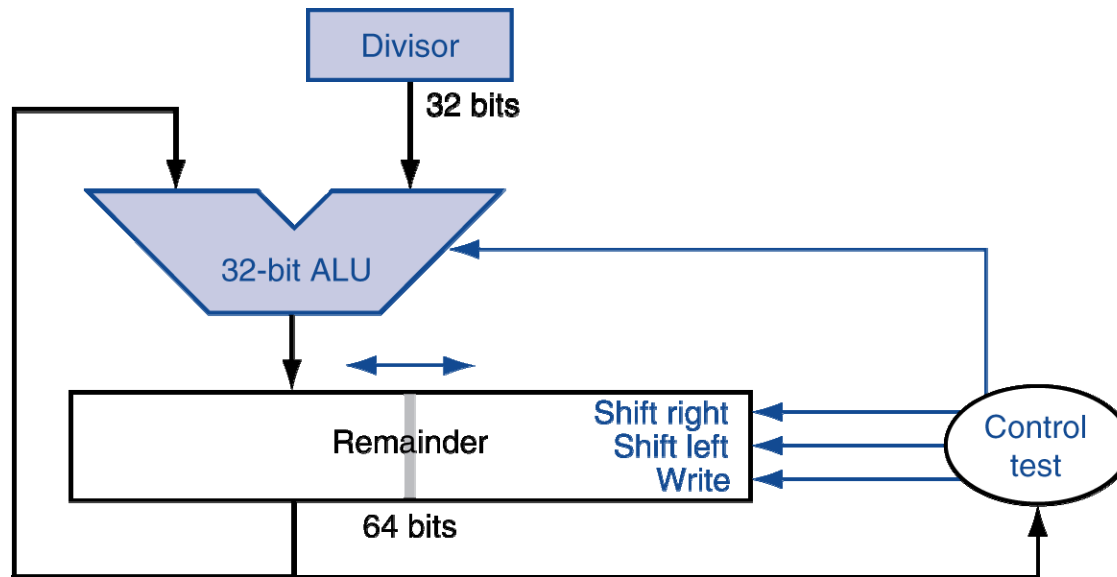 Divisor
32 bits
32-bit ALU
Remainder
Shift right
Shift left
Write
Control
test
64 bits